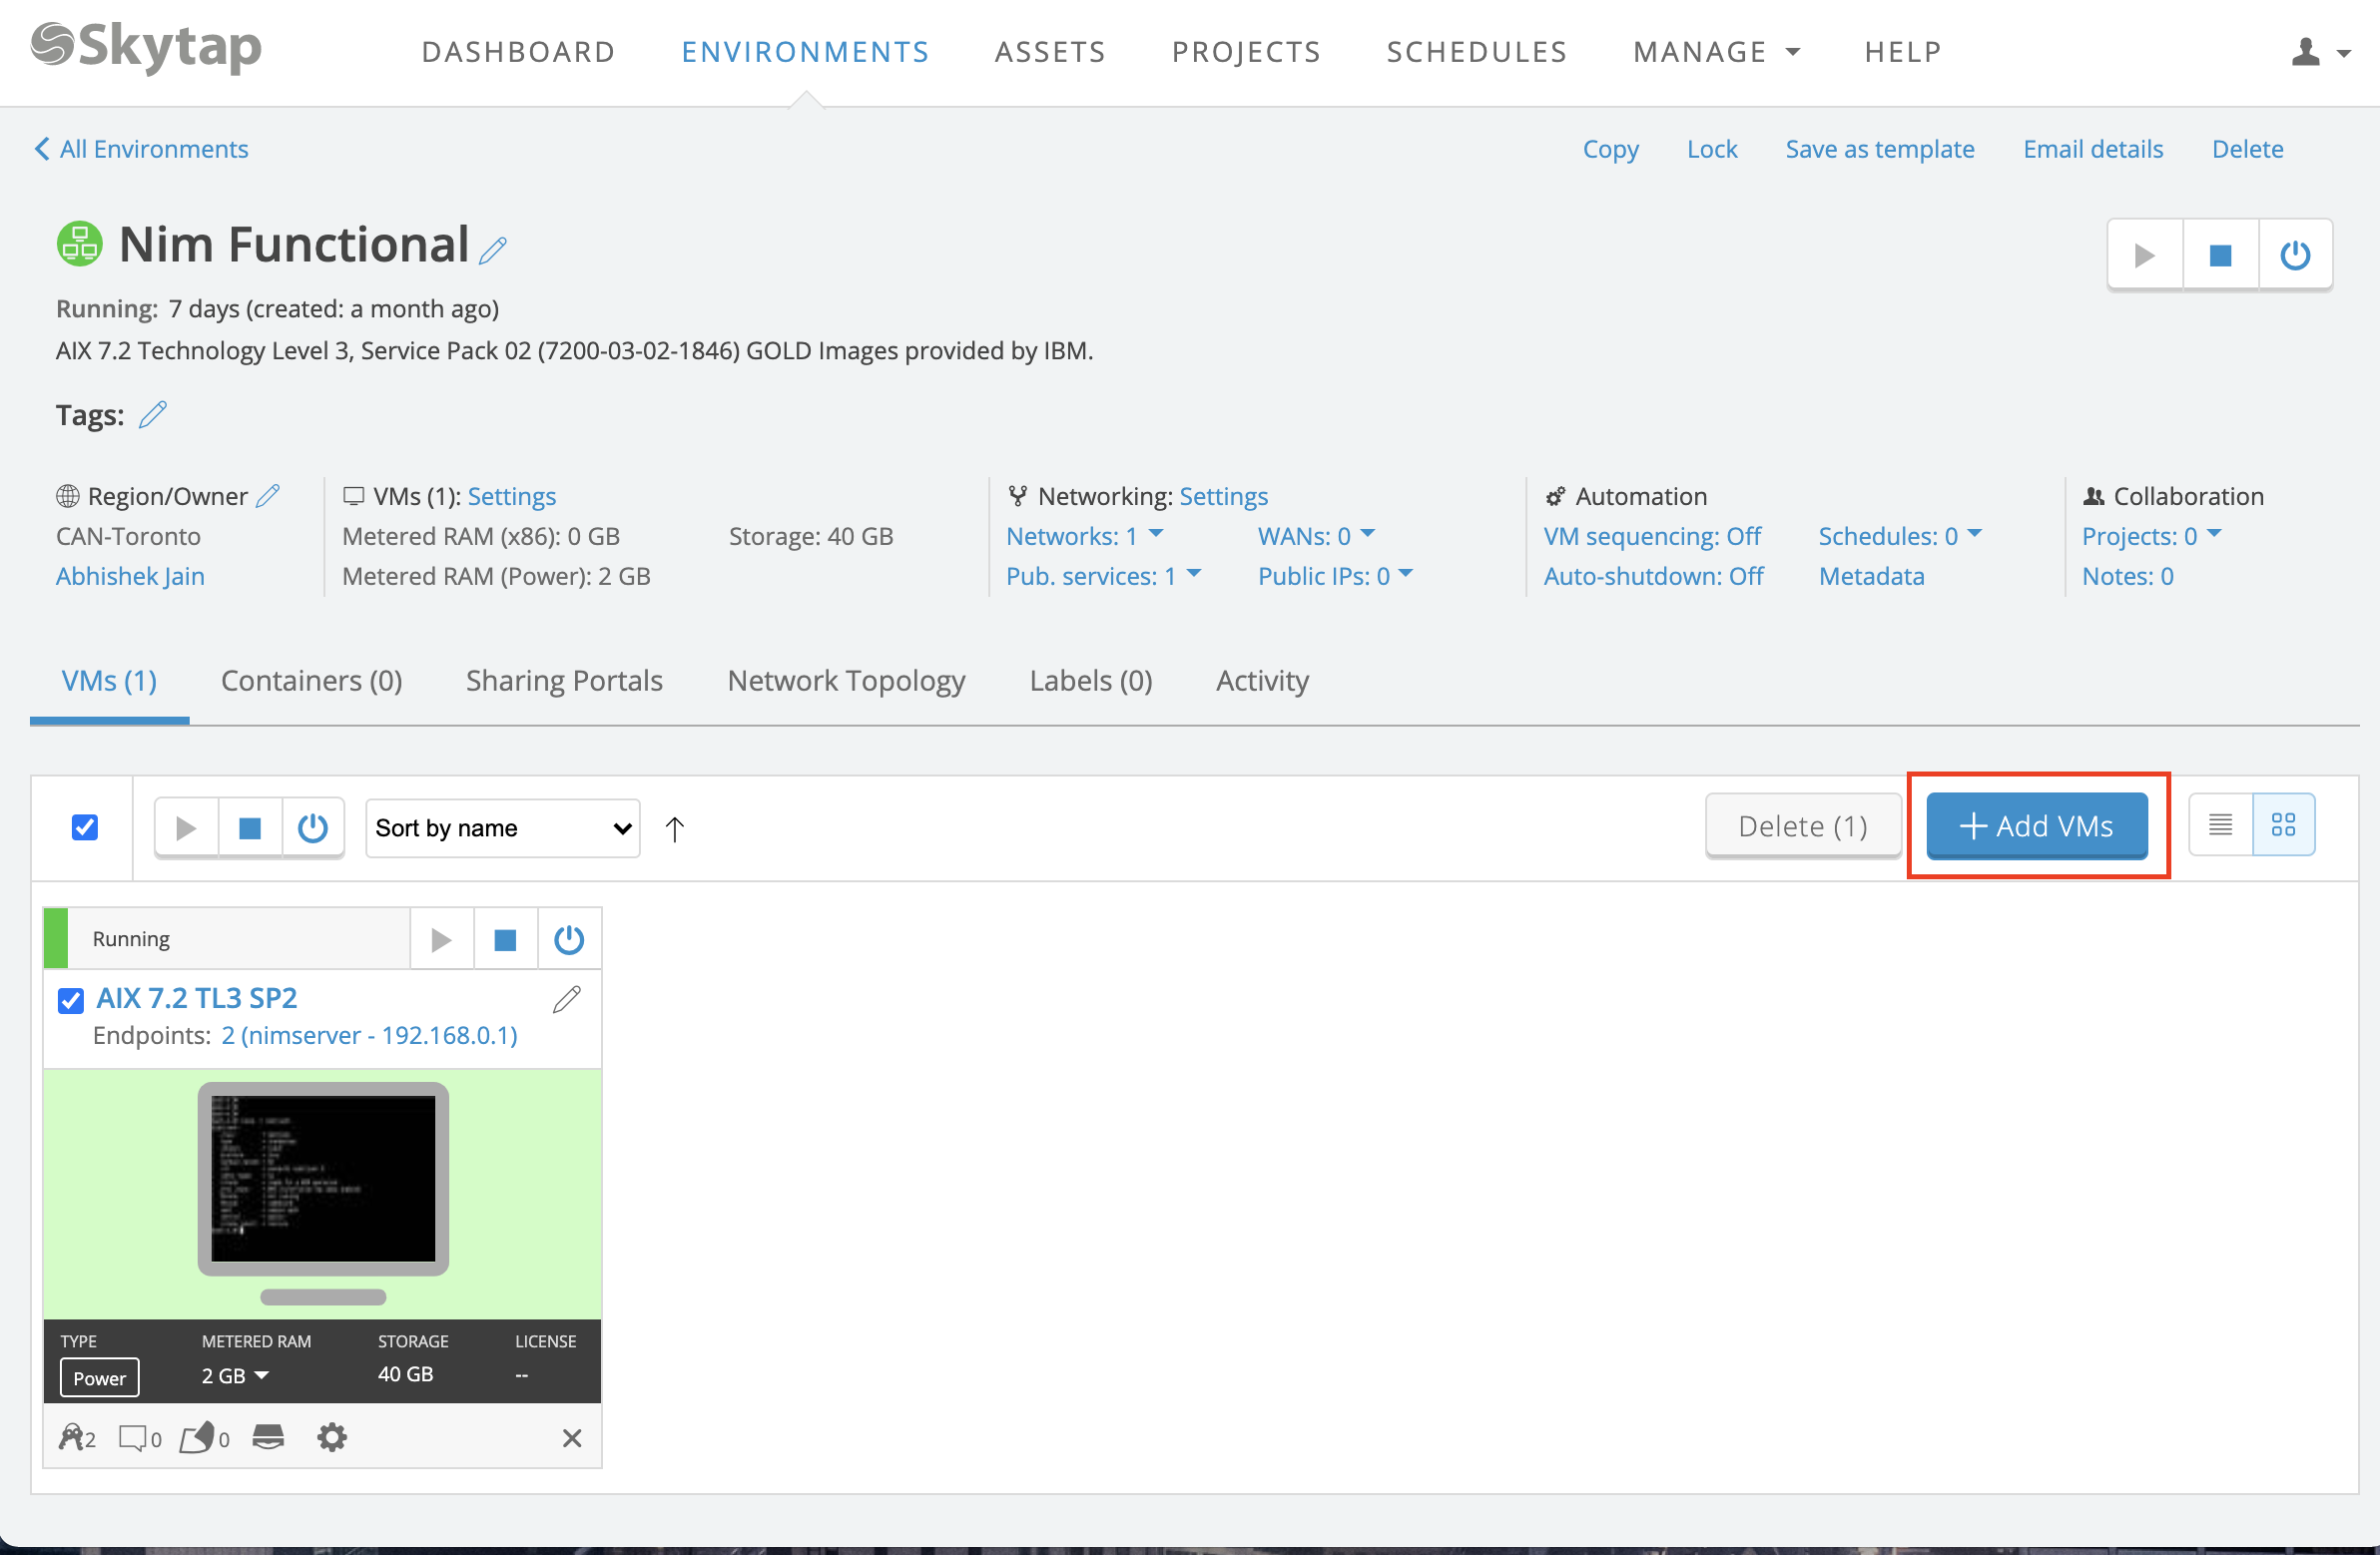 Skytap DASHBOARD ENVIRONMENTS ASSETS PROJECTS SCHEDULES MANAGE HELP
All Environments Copy Lock Save as template Email details Delete
Nim Functional
Running: 7 days (created: a month ago)
AIX 7.2 Technology Level 3, Service Pack 02 (7200-03-02-1846) GOLD Images provided by IBM.
Tags:
Region/Owner VMs (1): Settings Networking: Settings Automation Collaboration
CAN-Toronto Metered RAM (x86): 0 GB Storage: 40 GB Networks: 1 WANs: 0 VM sequencing: Off Schedules: 0 Projects: 0
Abhishek Jain Metered RAM (Power): 2 GB Pub. services: 1 Public IPs: 0 Auto-shutdown: Off Metadata Notes: 0
VMs (1) Containers (0) Sharing Portals Network Topology Labels (0) Activity
Sort by name Delete (1) + Add VMs
Running
AIX 7.2 TL3 SP2
Endpoints: 2 (nimserver - 192.168.0.1)
TYPE METERED RAM STORAGE LICENSE
Power 2 GB 40 GB --
2 0 0